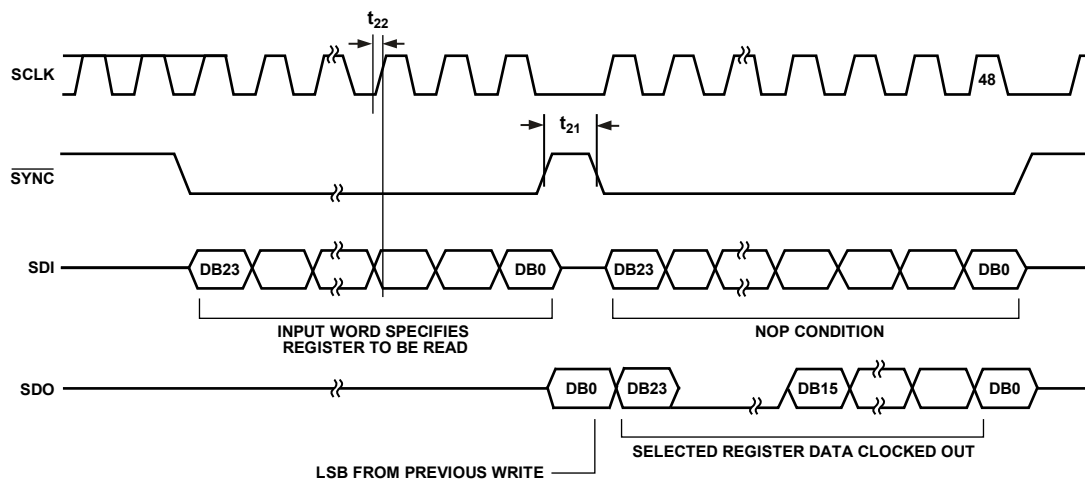 t22
SCLK
48
t21
SYNC
SDI
DB23
DB0
DB23
DB0
INPUT WORD SPECIFIES
REGISTER TO BE READ
NOP CONDITION
SDO
DB0
DB23
DB15
DB0
SELECTED REGISTER DATA CLOCKED OUT
LSB FROM PREVIOUS WRITE